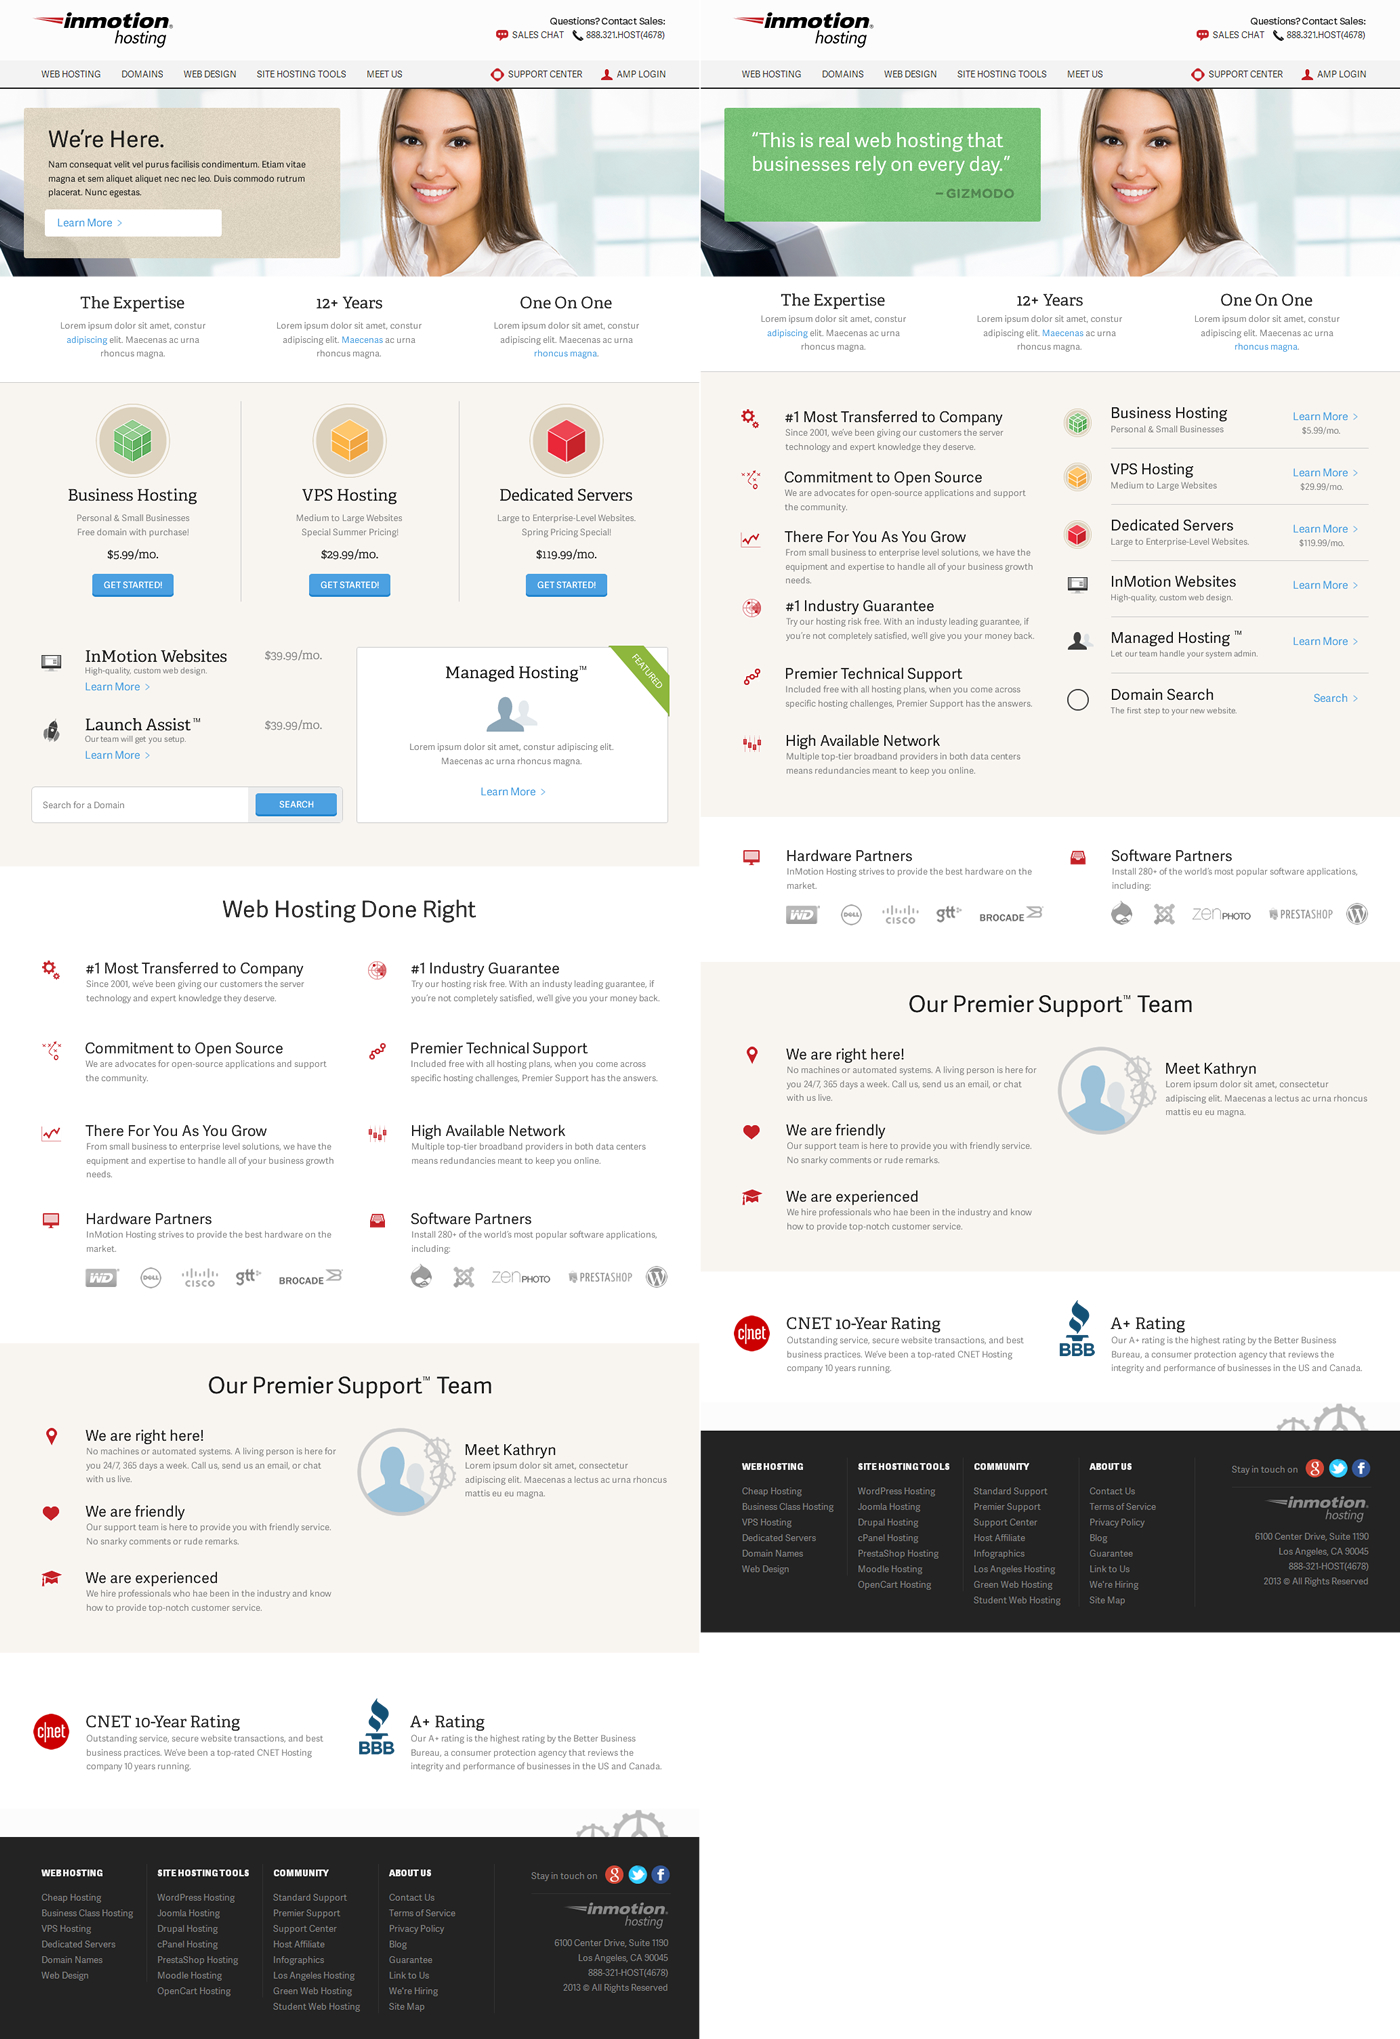 inmotion®
hosting
Questions? Contact Sales:
SALES CHAT 888.321.HOST(4678)
WEB HOSTING DOMAINS WEB DESIGN SITE HOSTING TOOLS MEET US SUPPORT CENTER AMP LOGIN
We're Here.
Nam consequat velit vel purus facilisis condimentum. Etiam vitae
magna et sem aliquet aliquet nec nec leo. Duis commodo rutrum
placerat. Nunc egestas.
Learn More >
The Expertise
Lorem ipsum dolor sit amet, constur
adipiscing elit. Maecenas ac urna
rhoncus magna.
12+ Years
Lorem ipsum dolor sit amet, constur
adipiscing elit. Maecenas ac urna
rhoncus magna.
One On One
Lorem ipsum dolor sit amet, constur
adipiscing elit. Maecenas ac urna
rhoncus magna.
Business Hosting
Personal & Small Businesses
Free domain with purchase!
$5.99/mo.
GET STARTED!
VPS Hosting
Medium to Large Websites
Special Summer Pricing!
$29.99/mo.
GET STARTED!
Dedicated Servers
Large to Enterprise-Level Websites.
Spring Pricing Special!
$119.99/mo.
GET STARTED!
InMotion Websites $39.99/mo.
High-quality, custom web design.
Learn More >
Launch Assist™ $39.99/mo.
Our team will get you setup.
Learn More >
Search for a Domain SEARCH
FEATURED
Managed Hosting™
Lorem ipsum dolor sit amet, constur adipiscing elit.
Maecenas ac urna rhoncus magna.
Learn More >
Web Hosting Done Right
#1 Most Transferred to Company
Since 2001, we've been giving our customers the server
technology and expert knowledge they deserve.
#1 Industry Guarantee
Try our hosting risk free. With an industy leading guarantee, if
you're not completely satisfied, we'll give you your money back.
Commitment to Open Source
We are advocates for open-source applications and support
the community.
Premier Technical Support
Included free with all hosting plans, when you come across
specific hosting challenges, Premier Support has the answers.
There For You As You Grow
From small business to enterprise level solutions, we have the
equipment and expertise to handle all of your business growth
needs.
High Available Network
Multiple top-tier broadband providers in both data centers
means redundancies meant to keep you online.
Hardware Partners
InMotion Hosting strives to provide the best hardware on the
market.
WD DELL CISCO gtt BROCADE
Software Partners
Install 280+ of the world's most popular software applications,
including:
zenPHOTO PRESTASHOP
Our Premier Support™ Team
We are right here!
No machines or automated systems. A living person is here for
you 24/7, 365 days a week. Call us, send us an email, or chat
with us live.
We are friendly
Our support team is here to provide you with friendly service.
No snarky comments or rude remarks.
We are experienced
We hire professionals who hae been in the industry and know
how to provide top-notch customer service.
Meet Kathryn
Lorem ipsum dolor sit amet, consectetur
adipiscing elit. Maecenas a lectus ac urna rhoncus
mattis eu eu magna.
c|net
CNET 10-Year Rating
Outstanding service, secure website transactions, and best
business practices. We've been a top-rated CNET Hosting
company 10 years running.
BBB
A+ Rating
Our A+ rating is the highest rating by the Better Business
Bureau, a consumer protection agency that reviews the
integrity and performance of businesses in the US and Canada.
WEB HOSTING
Cheap Hosting
Business Class Hosting
VPS Hosting
Dedicated Servers
Domain Names
Web Design
SITE HOSTING TOOLS
WordPress Hosting
Joomla Hosting
Drupal Hosting
cPanel Hosting
PrestaShop Hosting
Moodle Hosting
OpenCart Hosting
COMMUNITY
Standard Support
Premier Support
Support Center
Host Affiliate
Infographics
Los Angeles Hosting
Green Web Hosting
Student Web Hosting
ABOUT US
Contact Us
Terms of Service
Privacy Policy
Blog
Guarantee
Link to Us
We're Hiring
Site Map
Stay in touch on
inmotion®
hosting
6100 Center Drive, Suite 1190
Los Angeles, CA 90045
888-321-HOST(4678)
2013 © All Rights Reserved
inmotion®
hosting
Questions? Contact Sales:
SALES CHAT 888.321.HOST(4678)
WEB HOSTING DOMAINS WEB DESIGN SITE HOSTING TOOLS MEET US SUPPORT CENTER AMP LOGIN
“This is real web hosting that
businesses rely on every day.”
– GIZMODO
The Expertise
Lorem ipsum dolor sit amet, constur
adipiscing elit. Maecenas ac urna
rhoncus magna.
12+ Years
Lorem ipsum dolor sit amet, constur
adipiscing elit. Maecenas ac urna
rhoncus magna.
One On One
Lorem ipsum dolor sit amet, constur
adipiscing elit. Maecenas ac urna
rhoncus magna.
#1 Most Transferred to Company
Since 2001, we've been giving our customers the server
technology and expert knowledge they deserve.
Commitment to Open Source
We are advocates for open-source applications and support
the community.
There For You As You Grow
From small business to enterprise level solutions, we have the
equipment and expertise to handle all of your business growth
needs.
#1 Industry Guarantee
Try our hosting risk free. With an industy leading guarantee, if
you're not completely satisfied, we'll give you your money back.
Premier Technical Support
Included free with all hosting plans, when you come across
specific hosting challenges, Premier Support has the answers.
High Available Network
Multiple top-tier broadband providers in both data centers
means redundancies meant to keep you online.
Business Hosting Learn More >
Personal & Small Businesses $5.99/mo.
VPS Hosting Learn More >
Medium to Large Websites $29.99/mo.
Dedicated Servers Learn More >
Large to Enterprise-Level Websites. $119.99/mo.
InMotion Websites Learn More >
High-quality, custom web design.
Managed Hosting™ Learn More >
Let our team handle your system admin.
Domain Search Search >
The first step to your new website.
Hardware Partners
InMotion Hosting strives to provide the best hardware on the
market.
WD DELL CISCO gtt BROCADE
Software Partners
Install 280+ of the world's most popular software applications,
including:
zenPHOTO PRESTASHOP
Our Premier Support™ Team
We are right here!
No machines or automated systems. A living person is here for
you 24/7, 365 days a week. Call us, send us an email, or chat
with us live.
We are friendly
Our support team is here to provide you with friendly service.
No snarky comments or rude remarks.
We are experienced
We hire professionals who hae been in the industry and know
how to provide top-notch customer service.
Meet Kathryn
Lorem ipsum dolor sit amet, consectetur
adipiscing elit. Maecenas a lectus ac urna rhoncus
mattis eu eu magna.
c|net
CNET 10-Year Rating
Outstanding service, secure website transactions, and best
business practices. We've been a top-rated CNET Hosting
company 10 years running.
BBB
A+ Rating
Our A+ rating is the highest rating by the Better Business
Bureau, a consumer protection agency that reviews the
integrity and performance of businesses in the US and Canada.
WEB HOSTING
Cheap Hosting
Business Class Hosting
VPS Hosting
Dedicated Servers
Domain Names
Web Design
SITE HOSTING TOOLS
WordPress Hosting
Joomla Hosting
Drupal Hosting
cPanel Hosting
PrestaShop Hosting
Moodle Hosting
OpenCart Hosting
COMMUNITY
Standard Support
Premier Support
Support Center
Host Affiliate
Infographics
Los Angeles Hosting
Green Web Hosting
Student Web Hosting
ABOUT US
Contact Us
Terms of Service
Privacy Policy
Blog
Guarantee
Link to Us
We're Hiring
Site Map
Stay in touch on
inmotion®
hosting
6100 Center Drive, Suite 1190
Los Angeles, CA 90045
888-321-HOST(4678)
2013 © All Rights Reserved